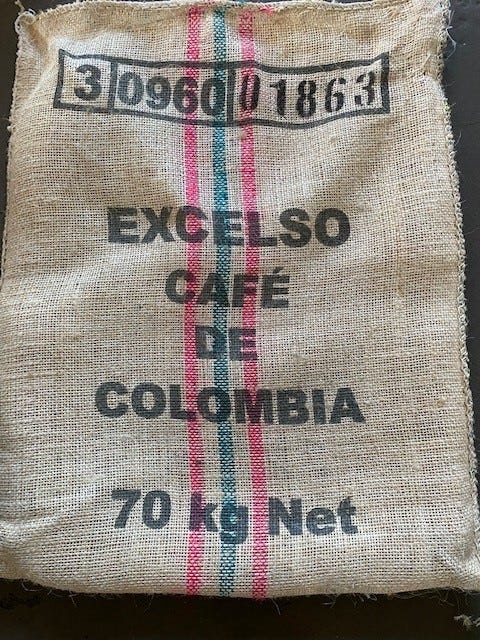 3 0960 01863
EXCELSO
CAFÉ
DE
COLOMBIA
70 kg Net